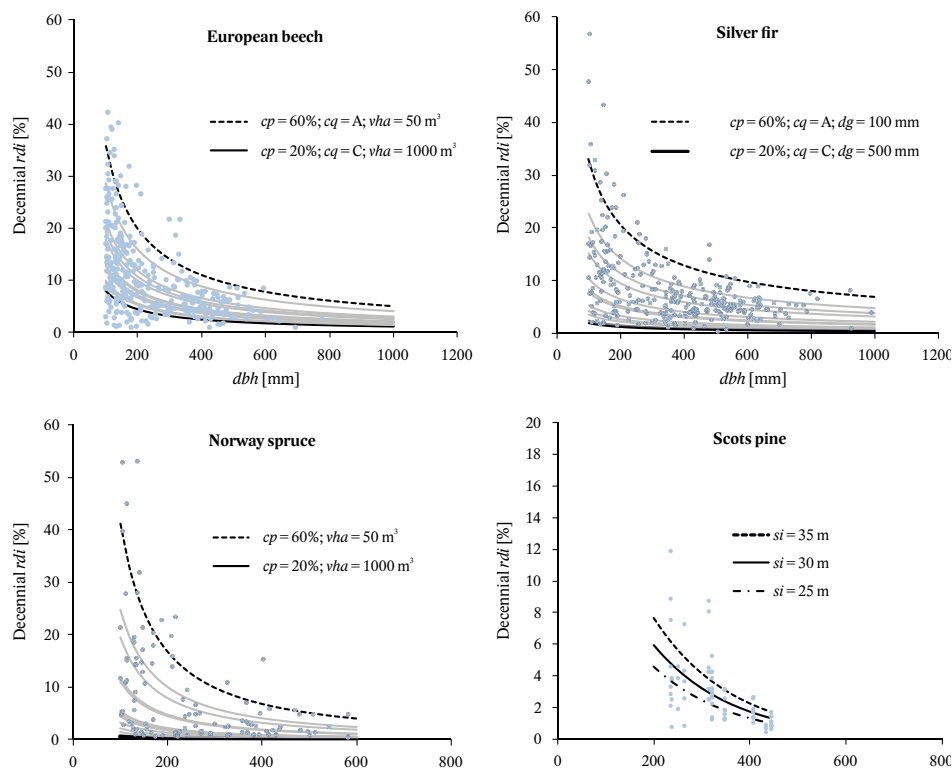 European beech
60
50
40
30
20
10
0
Decennial rdi [%]
cp = 60%; cq = A; vha = 50 m³
cp = 20%; cq = C; vha = 1000 m³
0 200 400 600 800 1000 1200
dbh [mm]
Silver fir
60
50
40
30
20
10
0
Decennial rdi [%]
cp = 60%; cq = A; dg = 100 mm
cp = 20%; cq = C; dg = 500 mm
0 200 400 600 800 1000 1200
dbh [mm]
Norway spruce
60
50
40
30
20
10
0
Decennial rdi [%]
cp = 60%; vha = 50 m³
cp = 20%; vha = 1000 m³
0 200 400 600 800
Scots pine
20
18
16
14
12
10
8
6
4
2
0
Decennial rdi [%]
si = 35 m
si = 30 m
si = 25 m
0 200 400 600 800